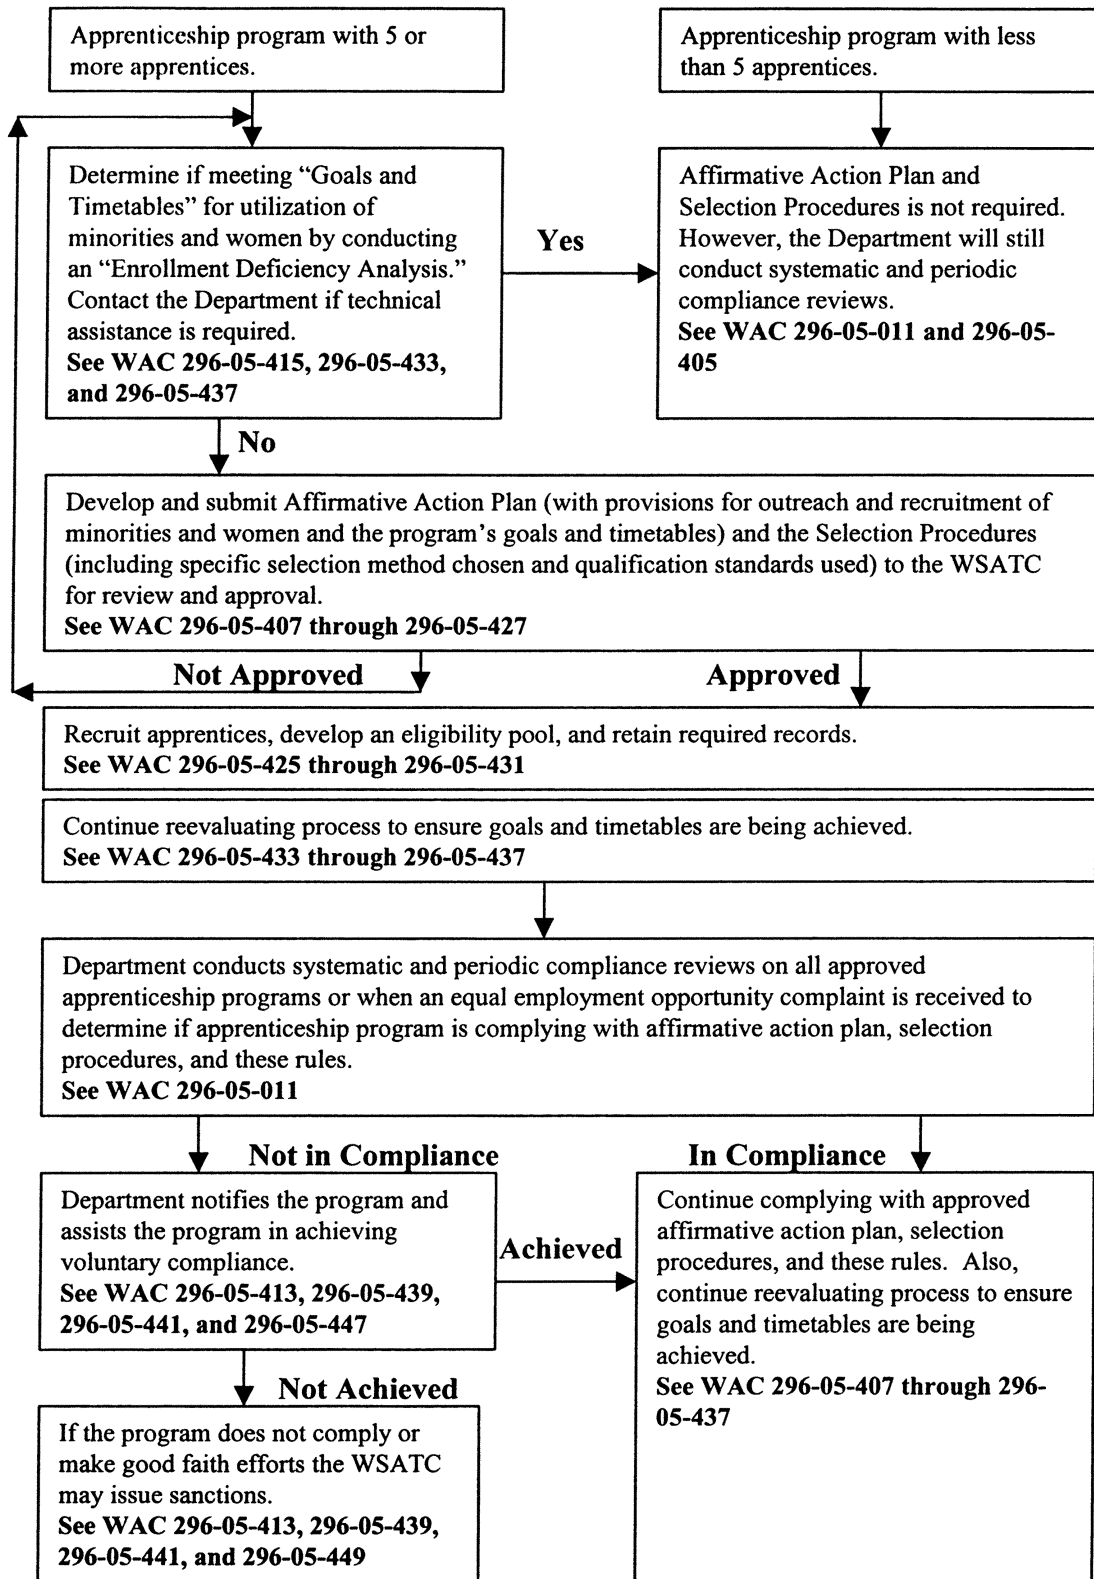 Apprenticeship program with 5 or
more apprentices.
Apprenticeship program with less
than 5 apprentices.
Determine if meeting “Goals and
Timetables” for utilization of
minorities and women by conducting
an “Enrollment Deficiency Analysis.”
Contact the Department if technical
assistance is required.
See WAC 296-05-415, 296-05-433,
and 296-05-437
Yes
Affirmative Action Plan and
Selection Procedures is not required.
However, the Department will still
conduct systematic and periodic
compliance reviews.
See WAC 296-05-011 and 296-05-
405
No
Develop and submit Affirmative Action Plan (with provisions for outreach and recruitment of
minorities and women and the program’s goals and timetables) and the Selection Procedures
(including specific selection method chosen and qualification standards used) to the WSATC
for review and approval.
See WAC 296-05-407 through 296-05-427
Not Approved
Approved
Recruit apprentices, develop an eligibility pool, and retain required records.
See WAC 296-05-425 through 296-05-431
Continue reevaluating process to ensure goals and timetables are being achieved.
See WAC 296-05-433 through 296-05-437
Department conducts systematic and periodic compliance reviews on all approved
apprenticeship programs or when an equal employment opportunity complaint is received to
determine if apprenticeship program is complying with affirmative action plan, selection
procedures, and these rules.
See WAC 296-05-011
Not in Compliance
In Compliance
Department notifies the program and
assists the program in achieving
voluntary compliance.
See WAC 296-05-413, 296-05-439,
296-05-441, and 296-05-447
Achieved
Continue complying with approved
affirmative action plan, selection
procedures, and these rules. Also,
continue reevaluating process to ensure
goals and timetables are being
achieved.
See WAC 296-05-407 through 296-
05-437
Not Achieved
If the program does not comply or
make good faith efforts the WSATC
may issue sanctions.
See WAC 296-05-413, 296-05-439,
296-05-441, and 296-05-449